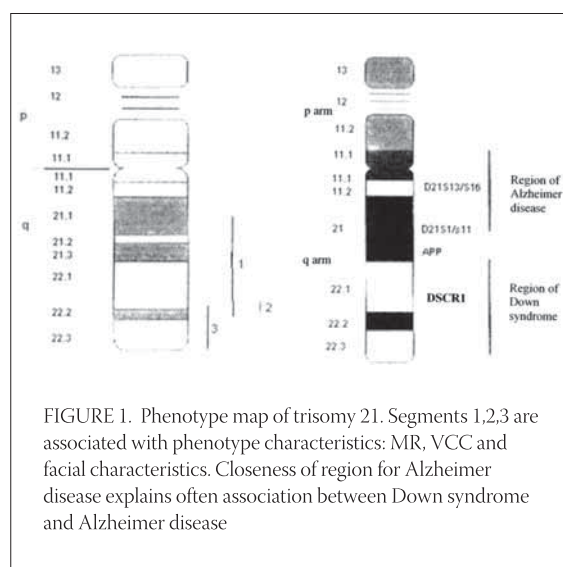 13
12
p
11.2
11.1
11.1
11.2
q
21.1
21.2
21.3
22.1
22.2
22.3
1
2
3
13
12
p arm
11.2
11.1
11.1
11.2
D21S13/S16
Region of
Alzheimer
disease
21
D21S1/s11
APP
q arm
22.1
DSCR1
Region of
Down
syndrome
22.2
22.3
FIGURE 1. Phenotype map of trisomy 21. Segments 1,2,3 are
associated with phenotype characteristics: MR, VCC and
facial characteristics. Closeness of region for Alzheimer
disease explains often association between Down syndrome
and Alzheimer disease